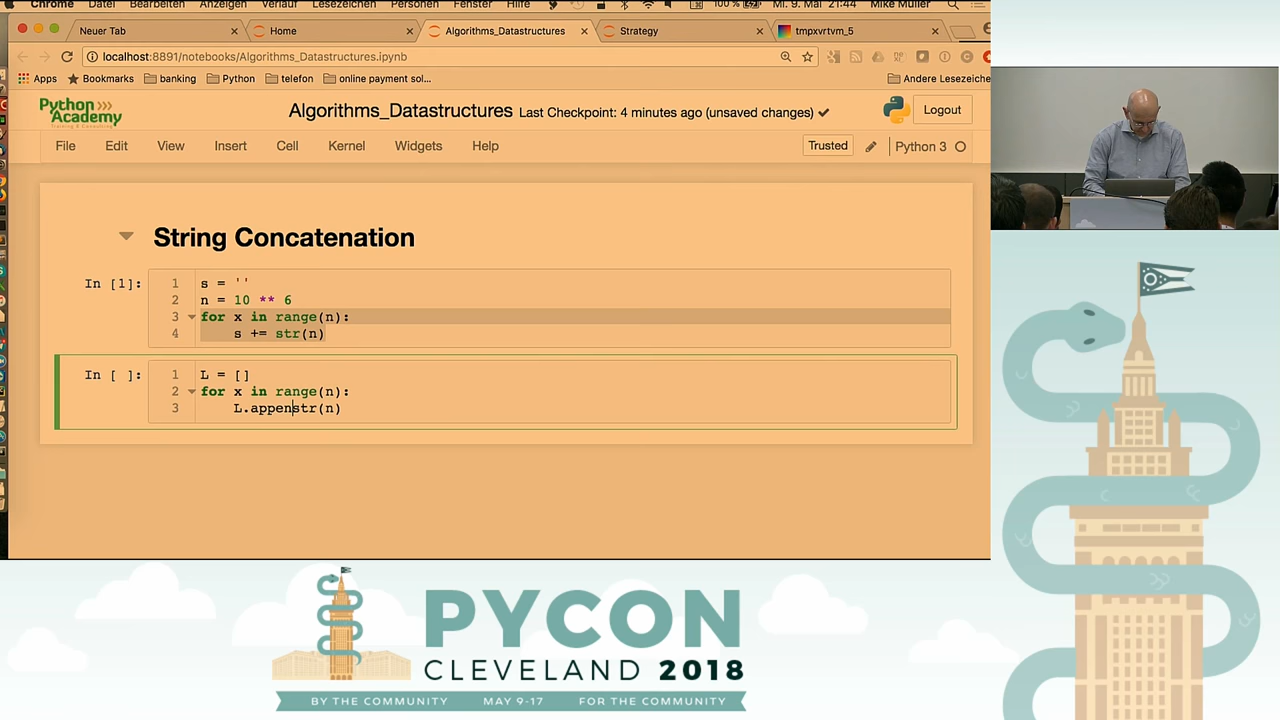 Chrome Datei Bearbeiten Anzeigen Verlauf Lesezeichen Personen Fenster Hilfe 100 % Mi. 9. Mai 21:44 Mike Müller
Neuer Tab Home Algorithms_Datastructures Strategy tmpxvrtvm_5
localhost:8891/notebooks/Algorithms_Datastructures.ipynb
Apps Bookmarks banking Python telefon online payment sol... Andere Lesezeiche
Python
Academy
Training & Consulting
Algorithms_Datastructures Last Checkpoint: 4 minutes ago (unsaved changes)
Logout
File Edit View Insert Cell Kernel Widgets Help Trusted Python 3
String Concatenation
In [1]:
1 s = ''
2 n = 10 ** 6
3 for x in range(n):
4     s += str(n)
In [ ]:
1 L = []
2 for x in range(n):
3     L.appenstr(n)
PYCON
CLEVELAND 2018
BY THE COMMUNITY MAY 9-17 FOR THE COMMUNITY